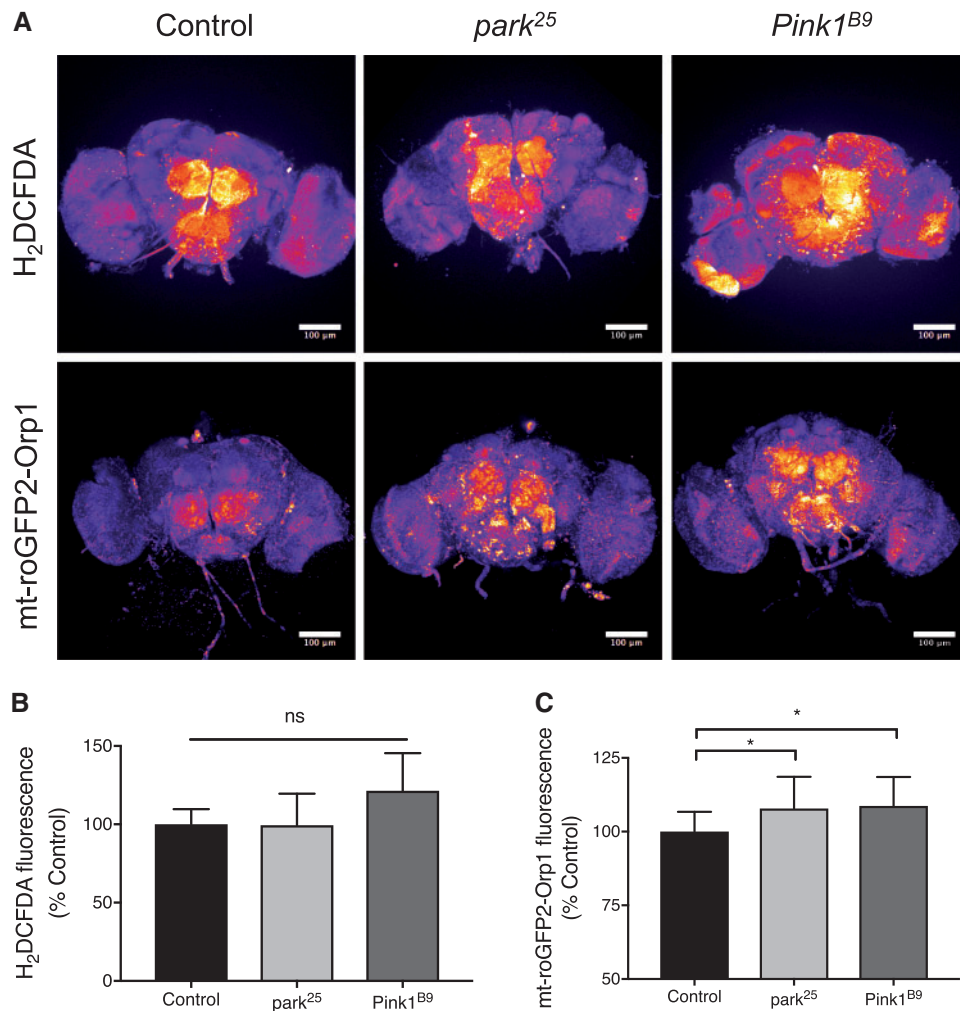 A
Control park²⁵ Pink1ᴮ⁹
H₂DCFDA
100 µm 100 µm 100 µm
mt-roGFP2-Orp1
100 µm 100 µm 100 µm
B
ns
H₂DCFDA fluorescence
(% Control)
150
100
50
0
Control park²⁵ Pink1ᴮ⁹
C
*
*
mt-roGFP2-Orp1 fluorescence
(% Control)
125
100
75
50
Control park²⁵ Pink1ᴮ⁹